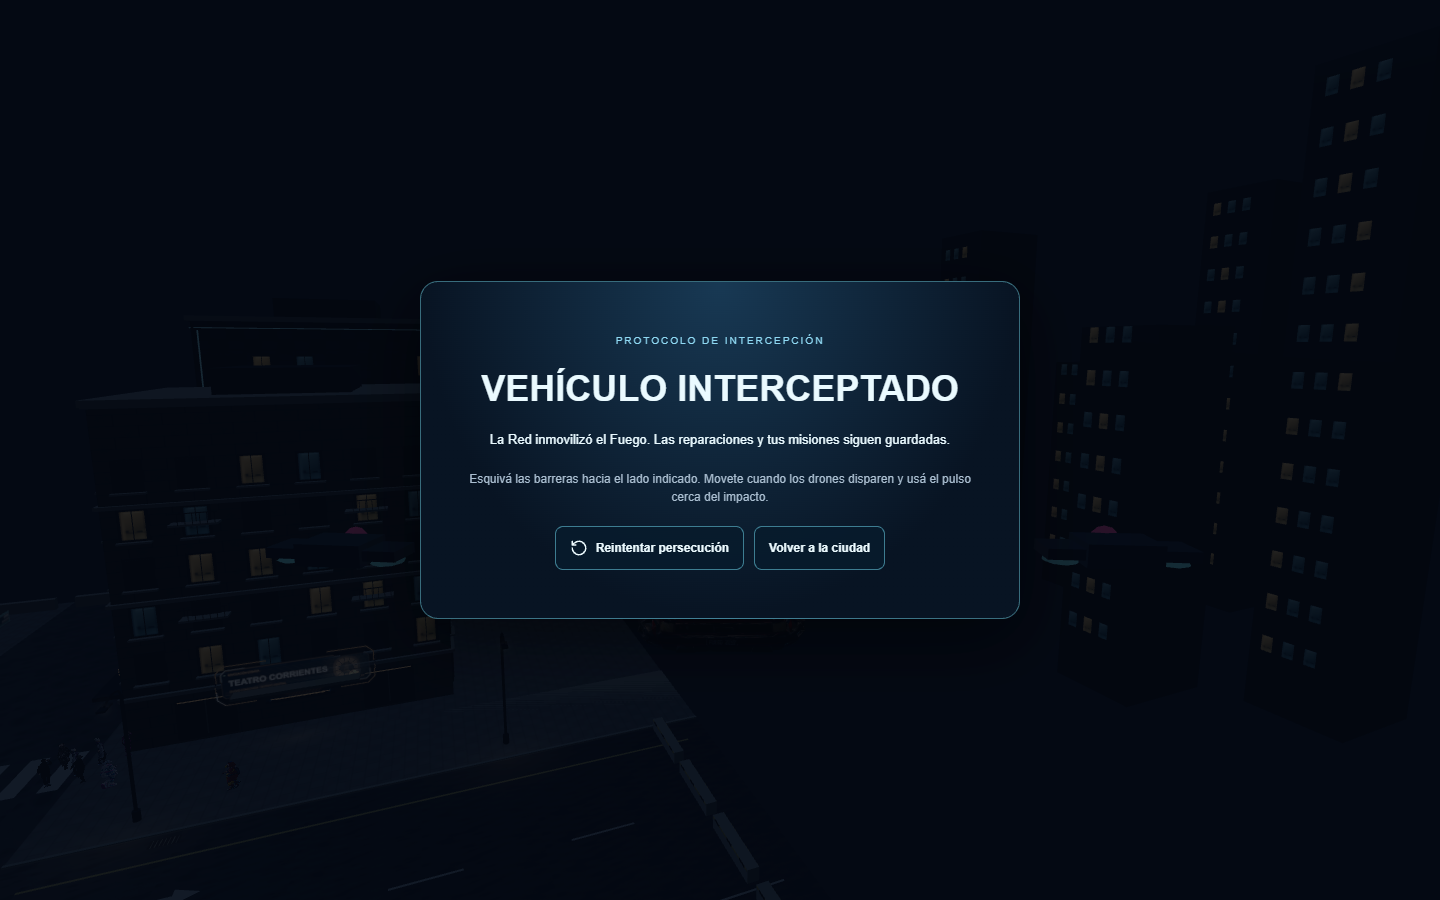 PROTOCOLO DE INTERCEPCIÓN
VEHÍCULO INTERCEPTADO
La Red inmovilizó el Fuego. Las reparaciones y tus misiones siguen guardadas.
Esquivá las barreras hacia el lado indicado. Movete cuando los drones disparen y usá el pulso
cerca del impacto.
Reintentar persecución
Volver a la ciudad
TEATRO CORRIENTES